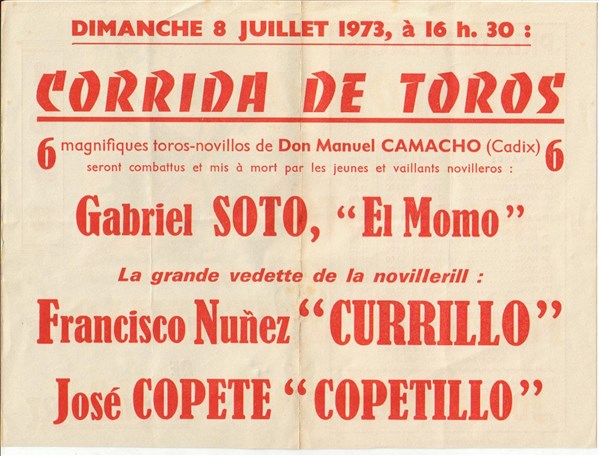 DIMANCHE 8 JUILLET 1973, à 16 h. 30 :
CORRIDA DE TOROS
6 magnifiques toros-novillos de Don Manuel CAMACHO (Cadix) 6
seront combattus et mis à mort par les jeunes et vaillants novilleros :
Gabriel SOTO, "El Momo"
La grande vedette de la novillerill :
Francisco Nuñez "CURRILLO"
José COPETE "COPETILLO"